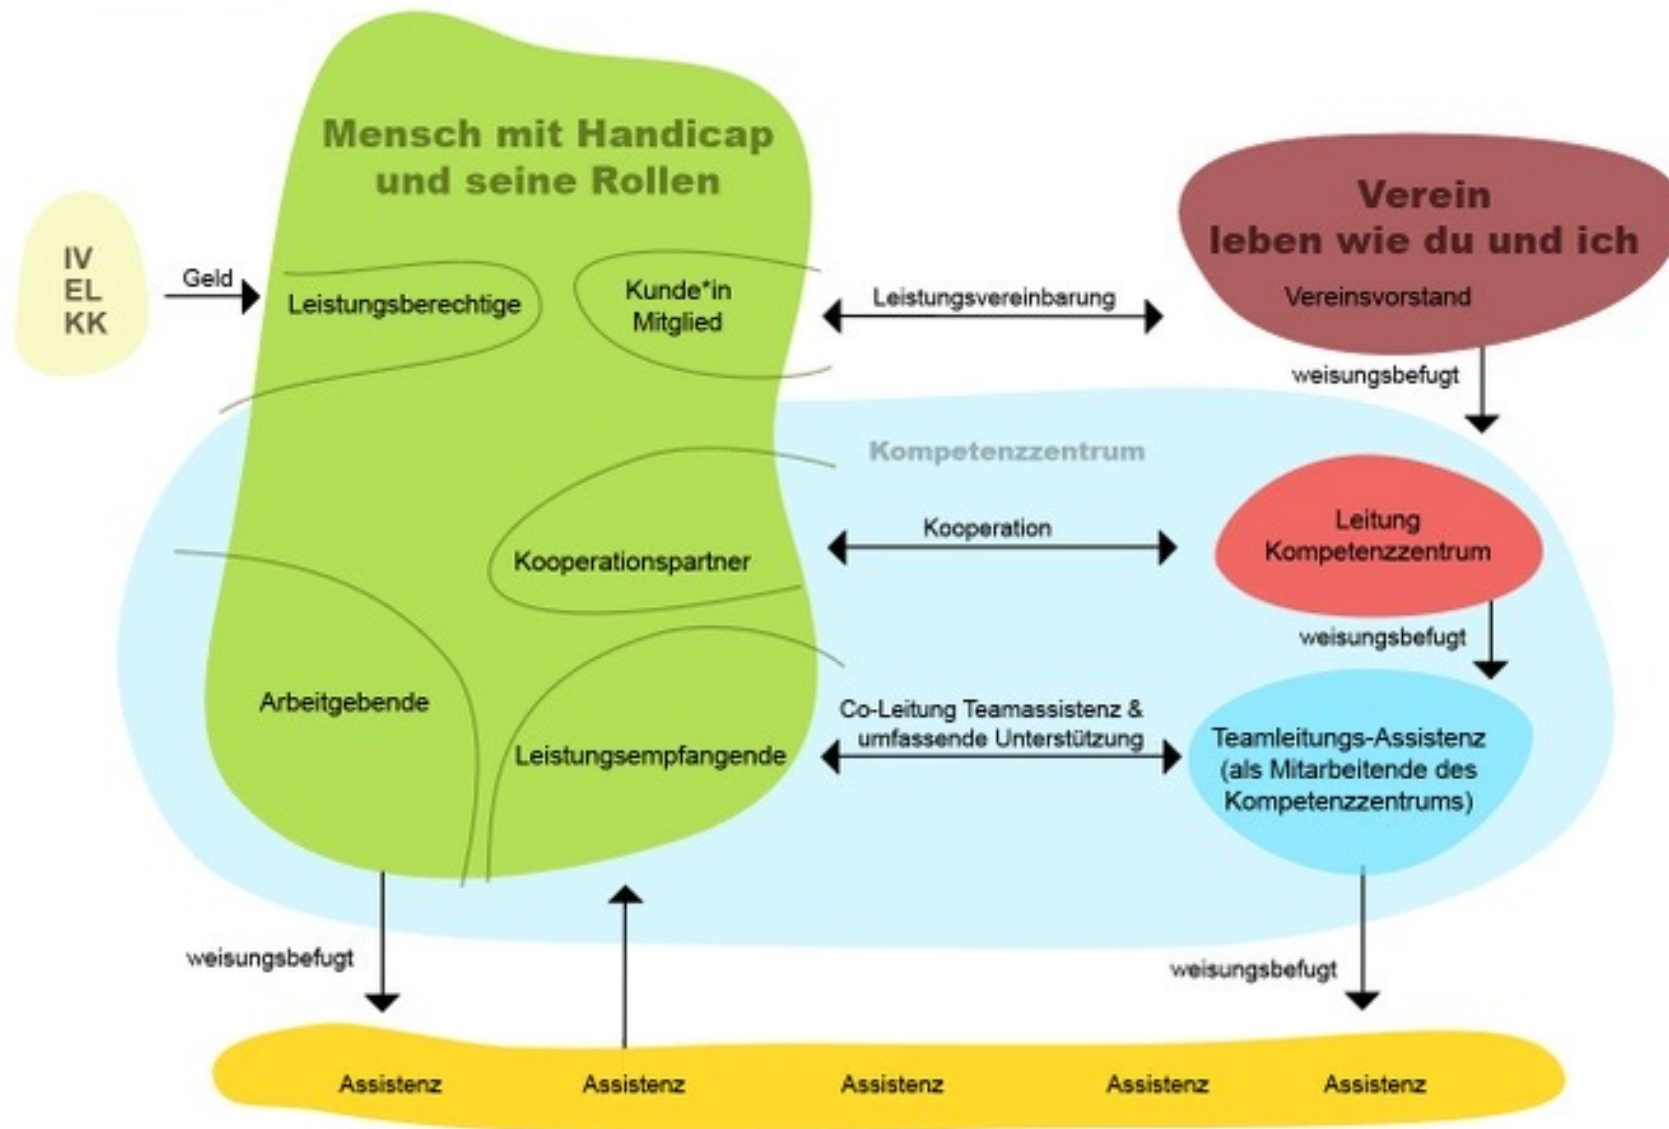 Mensch mit Handicap
und seine Rollen
Verein
leben wie du und ich
Vereinsvorstand
IV
EL
KK
Geld
Leistungsberechtige
Kunde*in
Mitglied
Leistungsvereinbarung
weisungsbefugt
Kompetenzzentrum
Kooperationspartner
Kooperation
Leitung
Kompetenzzentrum
weisungsbefugt
Arbeitgebende
Leistungsempfangende
Co-Leitung Teamassistenz &
umfassende Unterstützung
Teamleitungs-Assistenz
(als Mitarbeitende des
Kompetenzzentrums)
weisungsbefugt
weisungsbefugt
Assistenz
Assistenz
Assistenz
Assistenz
Assistenz